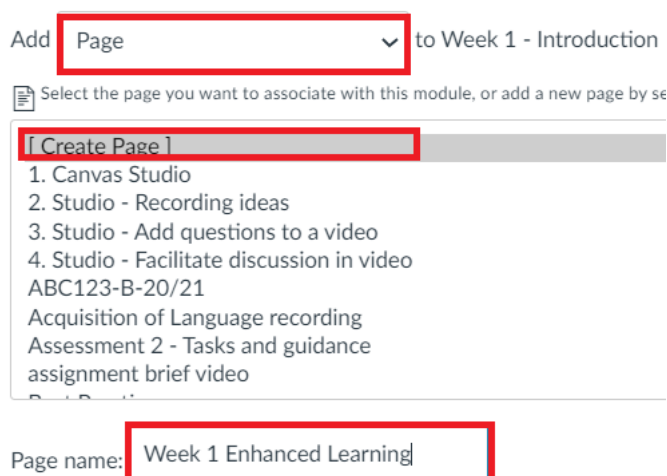 Add Page to Week 1 - Introduction
Select the page you want to associate with this module, or add a new page by se
[ Create Page ]
1. Canvas Studio
2. Studio - Recording ideas
3. Studio - Add questions to a video
4. Studio - Facilitate discussion in video
ABC123-B-20/21
Acquisition of Language recording
Assessment 2 - Tasks and guidance
assignment brief video
Page name: Week 1 Enhanced Learning